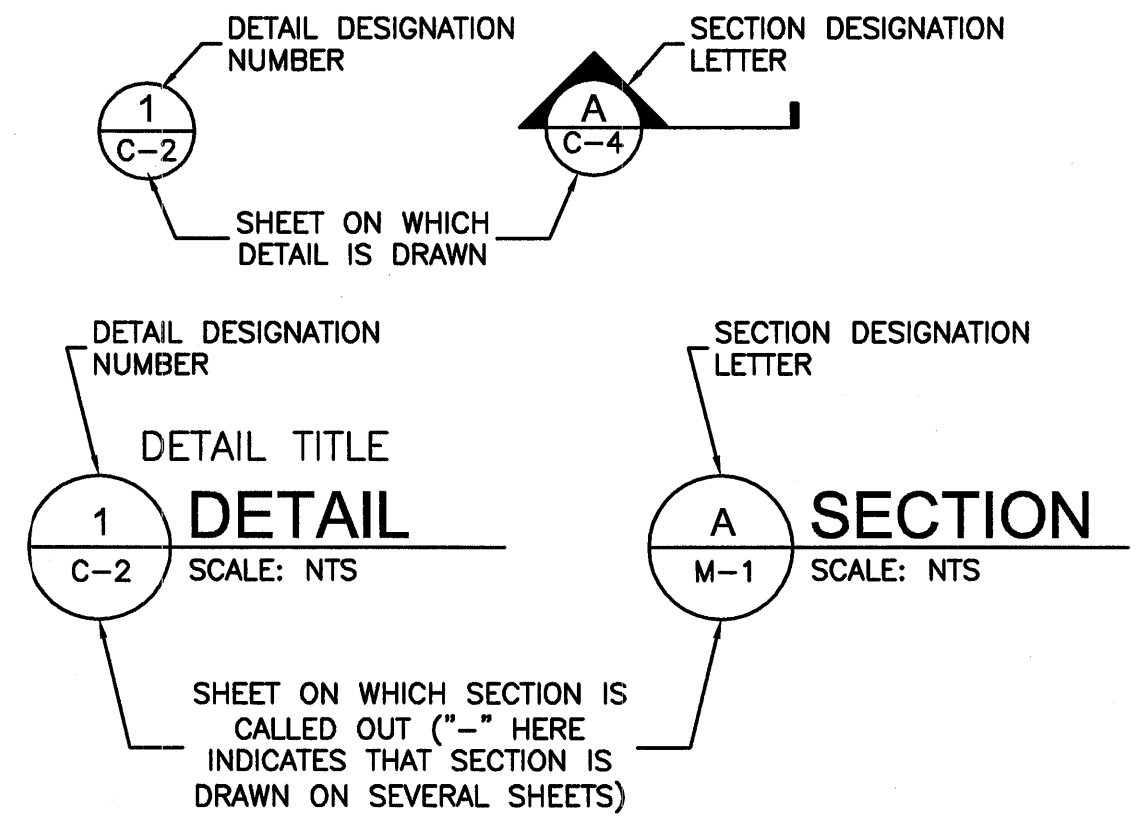 DETAIL DESIGNATION
NUMBER
SECTION DESIGNATION
LETTER
1
C-2
A
C-4
SHEET ON WHICH
DETAIL IS DRAWN
DETAIL DESIGNATION
NUMBER
SECTION DESIGNATION
LETTER
DETAIL TITLE
1
DETAIL
C-2
SCALE: NTS
A
SECTION
M-1
SCALE: NTS
SHEET ON WHICH SECTION IS
CALLED OUT ("-" HERE
INDICATES THAT SECTION IS
DRAWN ON SEVERAL SHEETS)